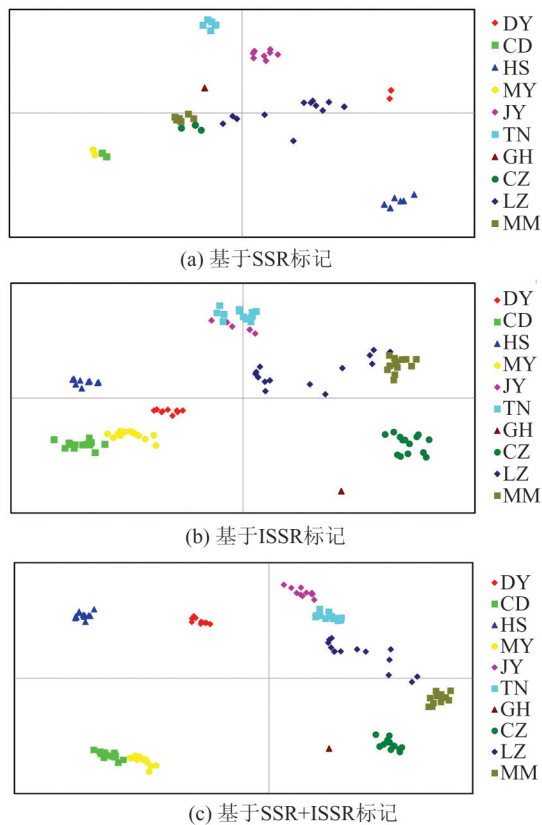 DY
CD
HS
MY
JY
TN
GH
CZ
LZ
MM
(a) 基于SSR标记
DY
CD
HS
MY
JY
TN
GH
CZ
LZ
MM
(b) 基于ISSR标记
DY
CD
HS
MY
JY
TN
GH
CZ
LZ
MM
(c) 基于SSR+ISSR标记